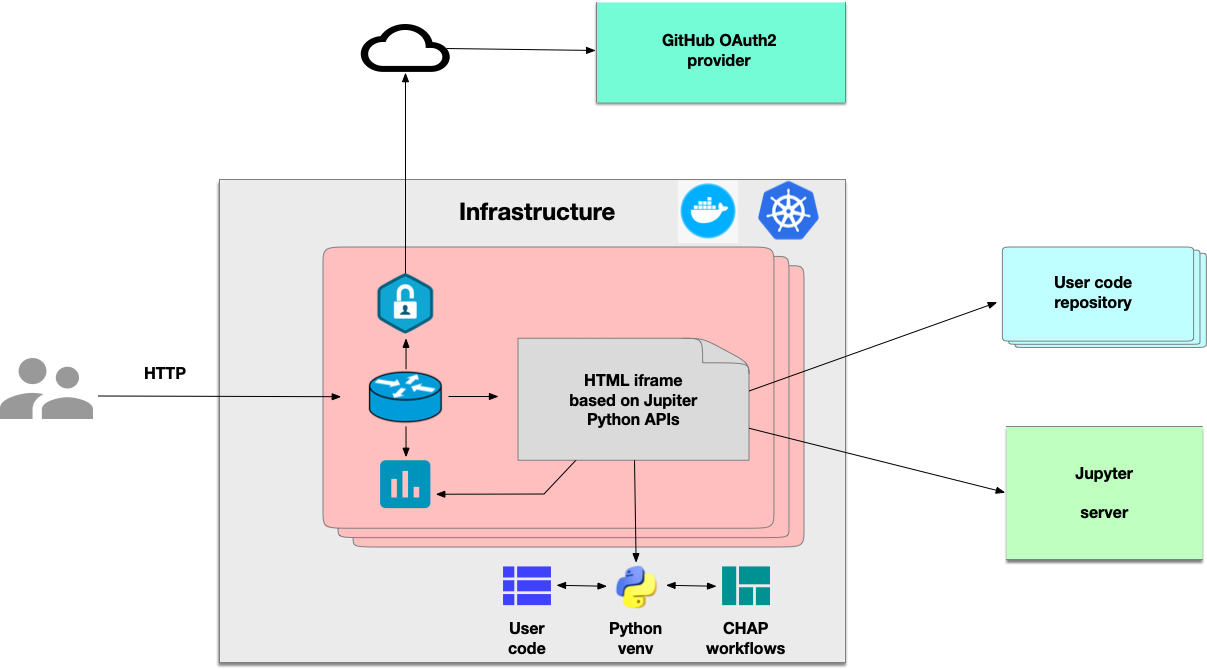 GitHub OAuth2
provider
Infrastructure
HTTP
HTML iframe
based on Jupiter
Python APIs
User code
repository
Jupyter
server
User
code
Python
venv
CHAP
workflows